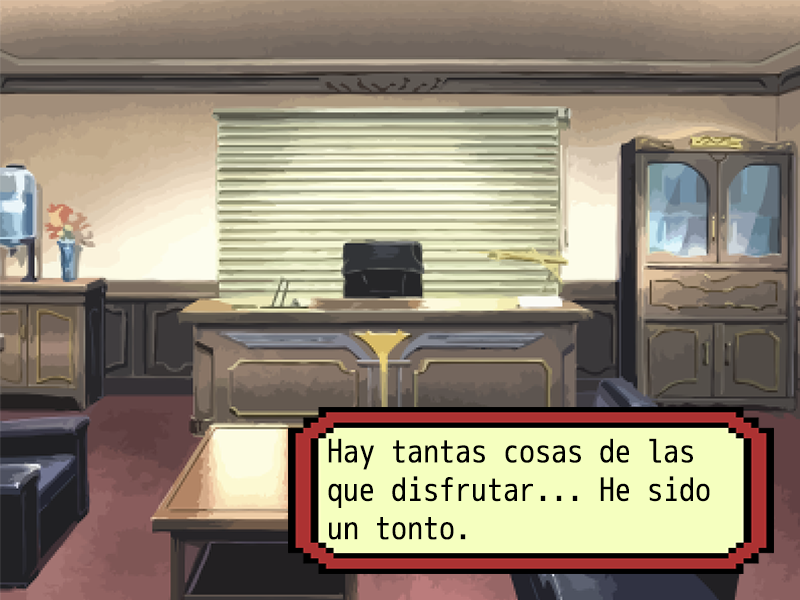 Hay tantas cosas de las
que disfrutar... He sido
un tonto.